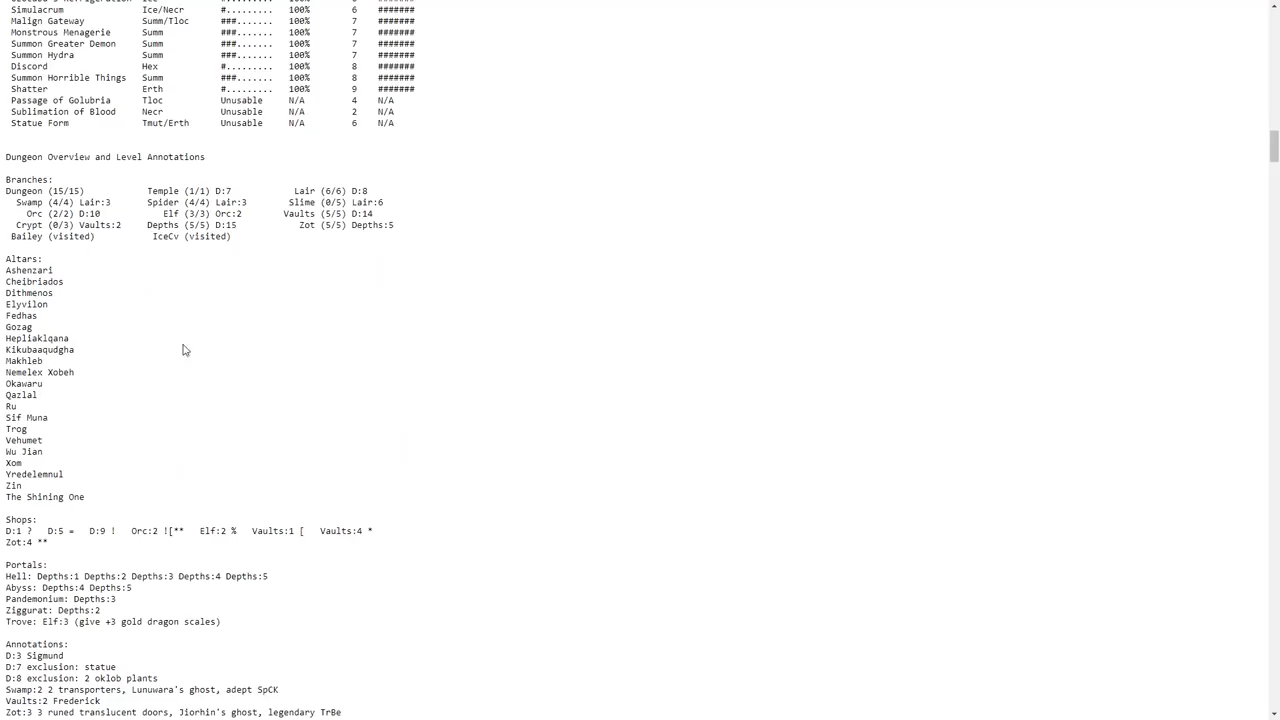 Simulacrum Ice/Necr ###....... 100% 6 #######
Malign Gateway Summ/Tloc ###....... 100% 7 #######
Monstrous Menagerie Summ ###....... 100% 7 #######
Summon Greater Demon Summ ###....... 100% 7 #######
Summon Hydra Summ ###....... 100% 7 #######
Discord Hex #......... 100% 8 #######
Summon Horrible Things Summ ###....... 100% 8 #######
Shatter Erth #......... 100% 9 #######
Passage of Golubria Tloc Unusable N/A 4 N/A
Sublimation of Blood Necr Unusable N/A 2 N/A
Statue Form Tmut/Erth Unusable N/A 6 N/A
Dungeon Overview and Level Annotations
Branches:
Dungeon (15/15) Temple (1/1) D:7 Lair (6/6) D:8
Swamp (4/4) Lair:3 Spider (4/4) Lair:3 Slime (0/5) Lair:6
Orc (2/2) D:10 Elf (3/3) Orc:2 Vaults (5/5) D:14
Crypt (0/3) Vaults:2 Depths (5/5) D:15 Zot (5/5) Depths:5
Bailey (visited) IceCv (visited)
Altars:
Ashenzari
Cheibriados
Dithmenos
Elyvilon
Fedhas
Gozag
Hepliaklqana
Kikubaaqudgha
Makhleb
Nemelex Xobeh
Okawaru
Qazlal
Ru
Sif Muna
Trog
Vehumet
Wu Jian
Xom
Yredelemnul
Zin
The Shining One
Shops:
D:1 ? D:5 = D:9 ! Orc:2 ![** Elf:2 % Vaults:1 [ Vaults:4 *
Zot:4 **
Portals:
Hell: Depths:1 Depths:2 Depths:3 Depths:4 Depths:5
Abyss: Depths:4 Depths:5
Pandemonium: Depths:3
Ziggurat: Depths:2
Trove: Elf:3 (give +3 gold dragon scales)
Annotations:
D:3 Sigmund
D:7 exclusion: statue
D:8 exclusion: 2 oklob plants
Swamp:2 2 transporters, Lunuwara's ghost, adept SpCK
Vaults:2 Frederick
Zot:3 3 runed translucent doors, Jiorhin's ghost, legendary TrBe